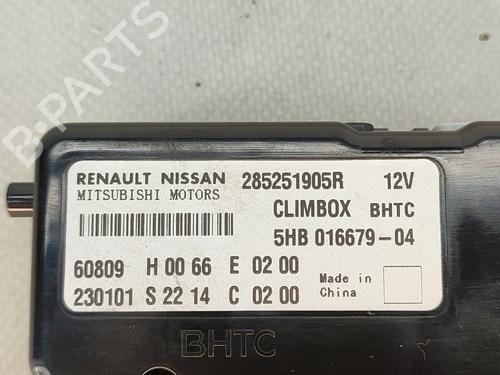 RENAULT NISSAN 285251905R 12V
MITSUBISHI MOTORS CLIMBOX BHTC
5HB 016679-04
60809 H 00 66 E 02 00 Made in
230101 S 22 14 C 02 00 China
BHTC
B-PARTS